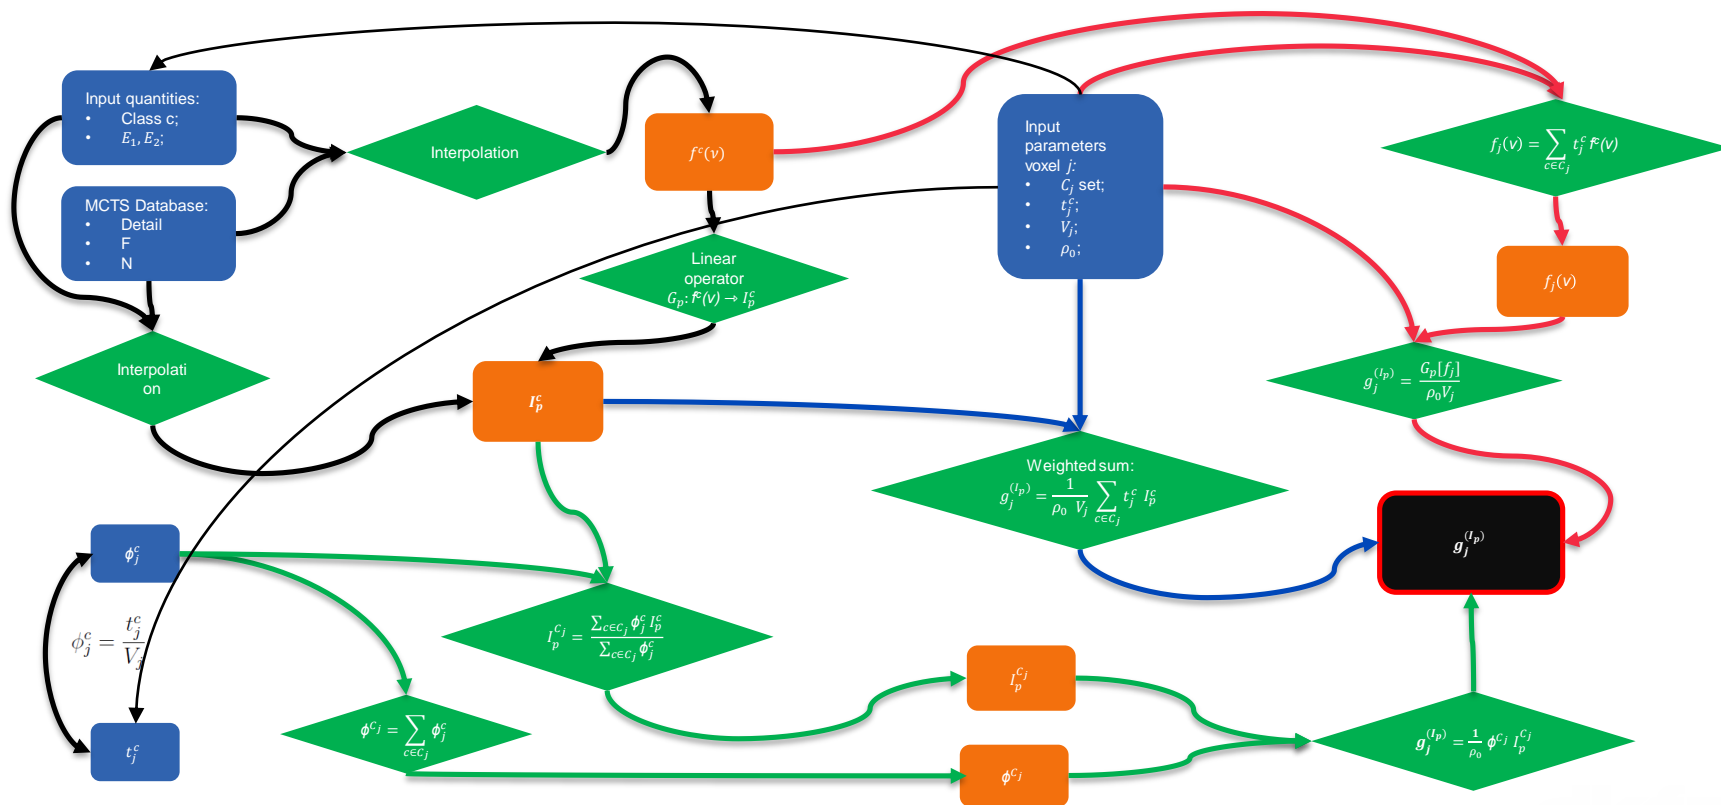 Input quantities:
• Class c;
• E₁, E₂;
MCTS Database:
• Detail
• F
• N
Interpolation
f^c(ν)
Input
parameters
voxel j:
• C_j set;
• t_j^c;
• V_j;
• ρ₀;
f_j(ν) = ∑_{c∈C_j} t_j^c f^c(ν)
Linear
operator
G_p: f^c(ν) → I_p^c
f_j(ν)
Interpolati
on
I_p^c
g_j^{(I_p)} = G_p[f_j] / ρ₀V_j
Weighted sum:
g_j^{(I_p)} = 1 / ρ₀ V_j ∑_{c∈C_j} t_j^c I_p^c
g_j^{(I_p)}
ϕ_j^c
ϕ_j^c = t_j^c / V_j
I_p^{C_j} = ∑_{c∈C_j} ϕ_j^c I_p^c / ∑_{c∈C_j} ϕ_j^c
I_p^{C_j}
t_j^c
ϕ^{C_j} = ∑_{c∈C_j} ϕ_j^c
ϕ^{C_j}
g_j^{(I_p)} = 1/ρ₀ ϕ^{C_j} I_p^{C_j}